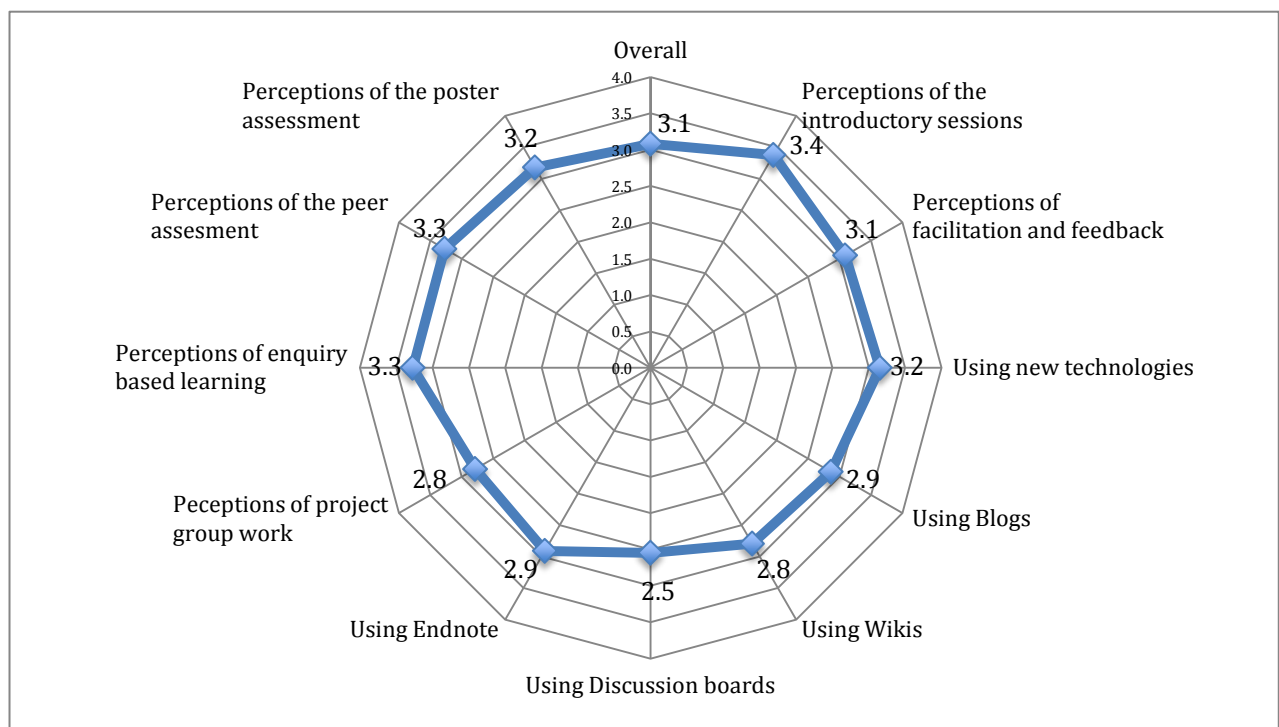 Overall
4.0
3.5
3.0
2.5
2.0
1.5
1.0
0.5
0.0
Perceptions of the
introductory sessions
Perceptions of
facilitation and feedback
Using new technologies
Using Blogs
Using Wikis
Using Discussion boards
Using Endnote
Peceptions of project
group work
Perceptions of enquiry
based learning
Perceptions of the peer
assesment
Perceptions of the poster
assessment
3.1
3.4
3.1
3.2
2.9
2.8
2.5
2.9
2.8
3.3
3.3
3.2